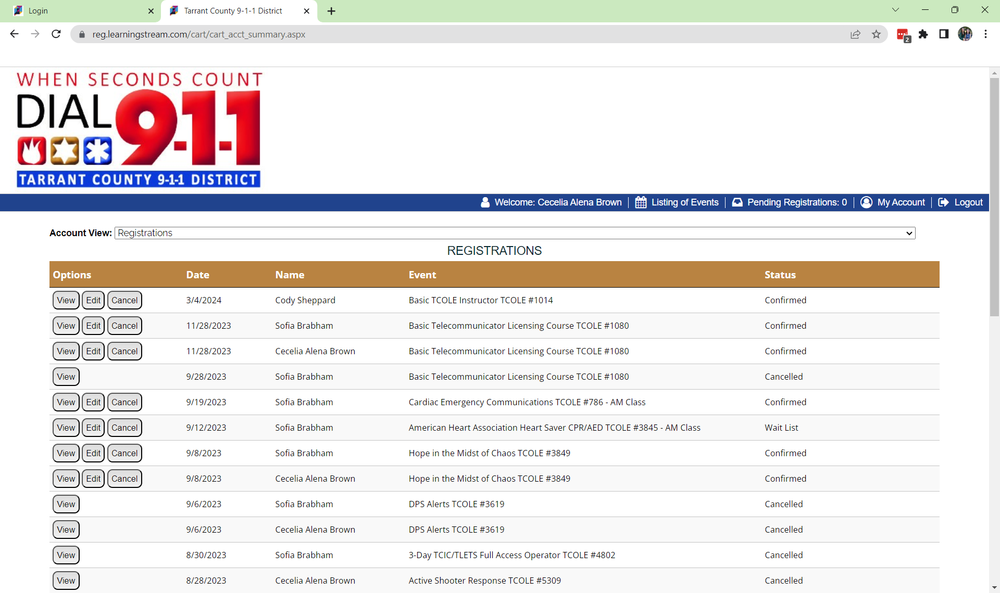 Login
Tarrant County 9-1-1 District
reg.learningstream.com/cart/cart_acct_summary.aspx
2
WHEN SECONDS COUNT
DIAL 9-1-1
TARRANT COUNTY 9-1-1 DISTRICT
Welcome: Cecelia Alena Brown | Listing of Events | Pending Registrations: 0 | My Account | Logout
Account View: Registrations
REGISTRATIONS
Options Date Name Event Status
View Edit Cancel 3/4/2024 Cody Sheppard Basic TCOLE Instructor TCOLE #1014 Confirmed
View Edit Cancel 11/28/2023 Sofia Brabham Basic Telecommunicator Licensing Course TCOLE #1080 Confirmed
View Edit Cancel 11/28/2023 Cecelia Alena Brown Basic Telecommunicator Licensing Course TCOLE #1080 Confirmed
View 9/28/2023 Sofia Brabham Basic Telecommunicator Licensing Course TCOLE #1080 Cancelled
View Edit Cancel 9/19/2023 Sofia Brabham Cardiac Emergency Communications TCOLE #786 - AM Class Confirmed
View Edit Cancel 9/12/2023 Sofia Brabham American Heart Association Heart Saver CPR/AED TCOLE #3845 - AM Class Wait List
View Edit Cancel 9/8/2023 Sofia Brabham Hope in the Midst of Chaos TCOLE #3849 Confirmed
View Edit Cancel 9/8/2023 Cecelia Alena Brown Hope in the Midst of Chaos TCOLE #3849 Confirmed
View 9/6/2023 Sofia Brabham DPS Alerts TCOLE #3619 Cancelled
View 9/6/2023 Cecelia Alena Brown DPS Alerts TCOLE #3619 Cancelled
View 8/30/2023 Sofia Brabham 3-Day TCIC/TLETS Full Access Operator TCOLE #4802 Cancelled
View 8/28/2023 Cecelia Alena Brown Active Shooter Response TCOLE #5309 Cancelled